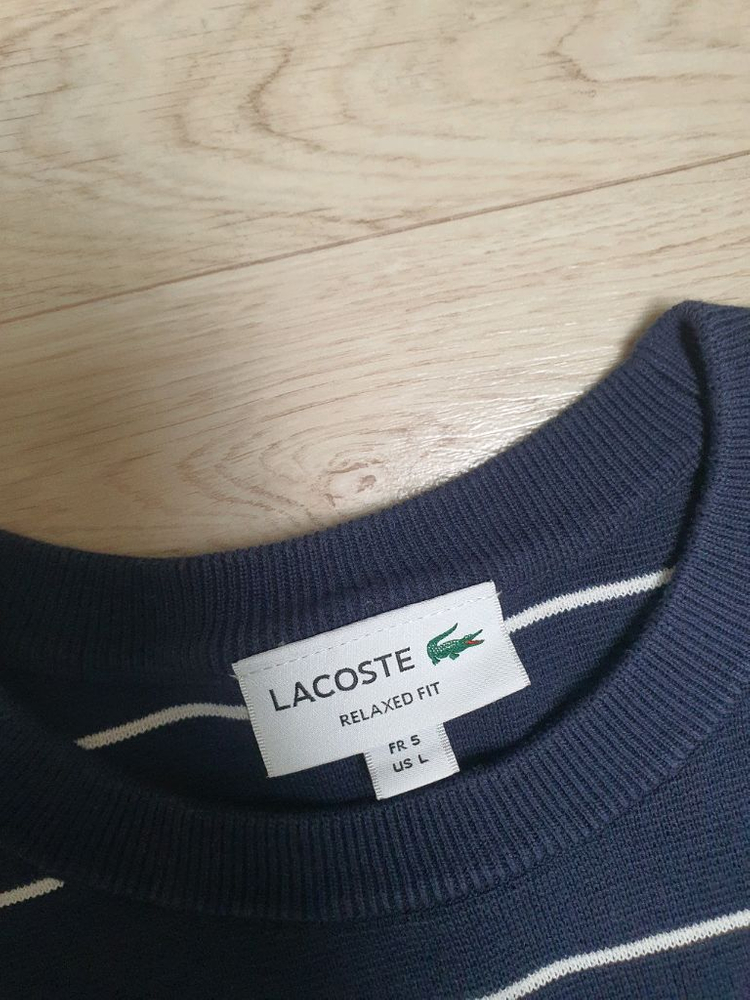 LACOSTE
RELAXED FIT
FR 5
US L